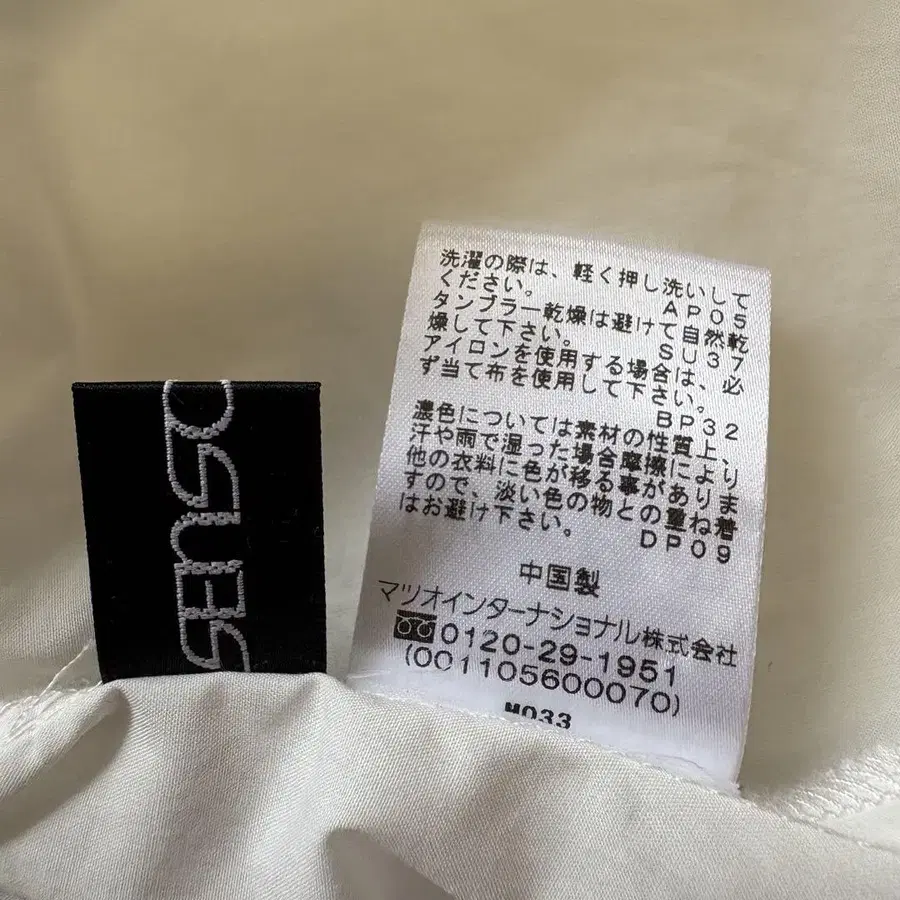 SENSO
洗濯の際は、軽く押し洗いして
ください。 AP05
タンブラー乾燥は避けて自然乾
燥して下さい。 SU37
アイロンを使用する場合は、必
ず当て布を使用して下さい。
BP32
濃色については素材の性質上、
汗や雨で湿った場合摩擦により
他の衣料に色が移る事がありま
すので、淡い色の物との重ね着
はお避け下さい。 DP09
中国製
マツオインターナショナル株式会社
0120-29-1951
(001105600070)
M033